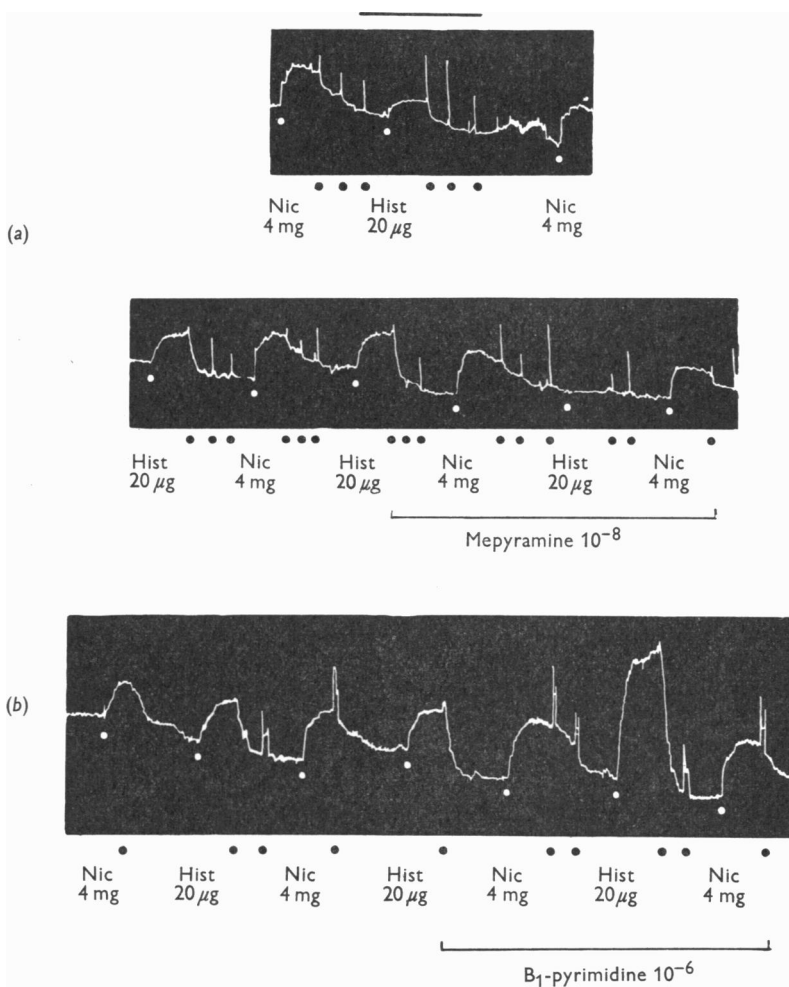 Nic Hist Nic
4 mg 20 μg 4 mg
(a)
Hist Nic Hist Nic Hist Nic
20 μg 4 mg 20 μg 4 mg 20 μg 4 mg
Mepyramine 10⁻⁸
(b)
Nic Hist Nic Hist Nic Hist Nic
4 mg 20 μg 4 mg 20 μg 4 mg 20 μg 4 mg
B₁-pyrimidine 10⁻⁶